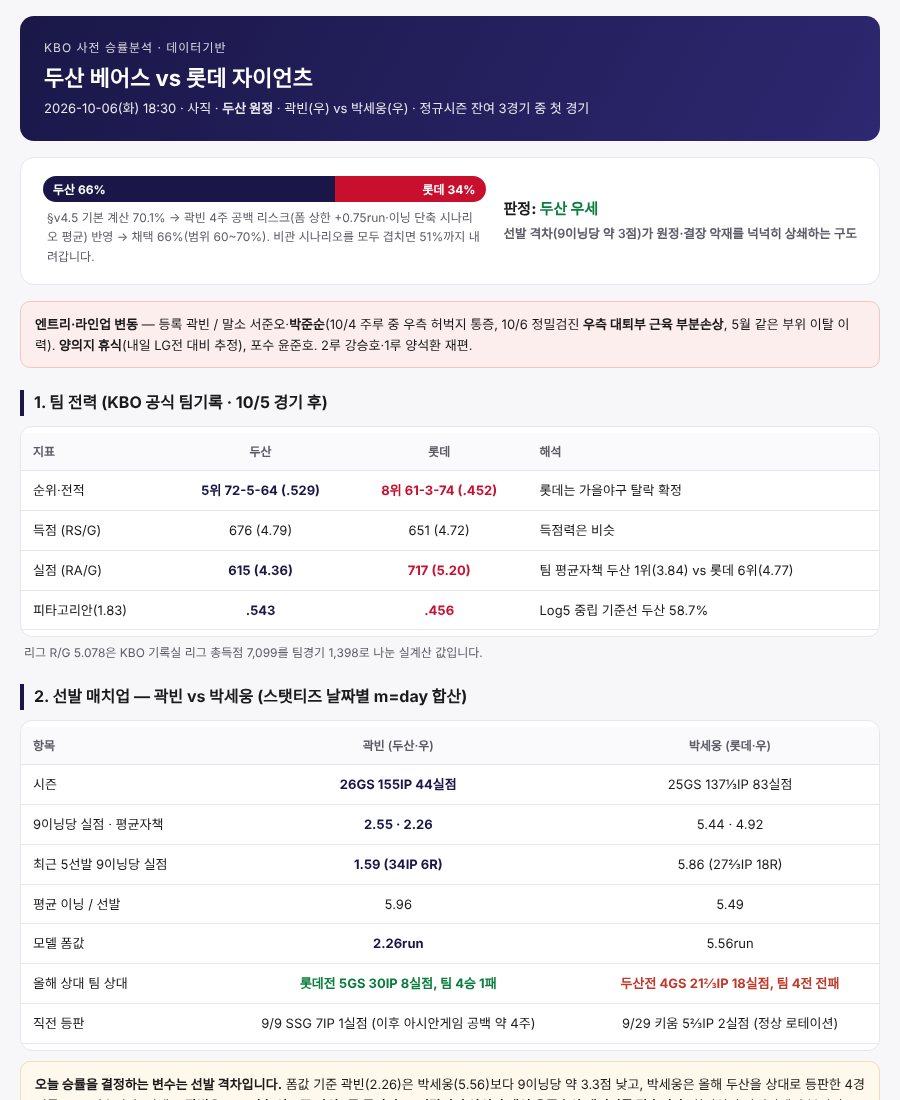 KBO 사전 승률분석 · 데이터기반
두산 베어스 vs 롯데 자이언츠
2026-10-06(화) 18:30 · 사직 · 두산 원정 · 곽빈(우) vs 박세웅(우) · 정규시즌 잔여 3경기 중 첫 경기
두산 66% 롯데 34%
§v4.5 기본 계산 70.1% → 곽빈 4주 공백 리스크(폼 상한 +0.75run·이닝 단축 시나리
오 평균) 반영 → 채택 66%(범위 60~70%). 비관 시나리오를 모두 겹치면 51%까지 내
려갑니다.
판정: 두산 우세
선발 격차(9이닝당 약 3점)가 원정·결장 악재를 넉넉히 상쇄하는 구도
엔트리·라인업 변동 — 등록 곽빈 / 말소 서준오·박준순(10/4 주루 중 우측 허벅지 통증, 10/6 정밀검진 우측 대퇴부 근육 부분손상, 5월 같은 부위 이탈 이
력). 양의지 휴식(내일 LG전 대비 추정), 포수 윤준호. 2루 강승호·1루 양석환 재편.
1. 팀 전력 (KBO 공식 팀기록 · 10/5 경기 후)
지표 두산 롯데 해석
순위·전적 5위 72-5-64 (.529) 8위 61-3-74 (.452) 롯데는 가을야구 탈락 확정
득점 (RS/G) 676 (4.79) 651 (4.72) 득점력은 비슷
실점 (RA/G) 615 (4.36) 717 (5.20) 팀 평균자책 두산 1위(3.84) vs 롯데 6위(4.77)
피타고리안(1.83) .543 .456 Log5 중립 기준선 두산 58.7%
리그 R/G 5.078은 KBO 기록실 리그 총득점 7,099를 팀경기 1,398로 나눈 실계산 값입니다.
2. 선발 매치업 — 곽빈 vs 박세웅 (스탯티즈 날짜별 m=day 합산)
항목 곽빈 (두산·우) 박세웅 (롯데·우)
시즌 26GS 155IP 44실점 25GS 137⅓IP 83실점
9이닝당 실점 · 평균자책 2.55 · 2.26 5.44 · 4.92
최근 5선발 9이닝당 실점 1.59 (34IP 6R) 5.86 (27⅔IP 18R)
평균 이닝 / 선발 5.96 5.49
모델 폼값 2.26run 5.56run
올해 상대 팀 상대 롯데전 5GS 30IP 8실점, 팀 4승 1패 두산전 4GS 21⅔IP 18실점, 팀 4전 전패
직전 등판 9/9 SSG 7IP 1실점 (이후 아시안게임 공백 약 4주) 9/29 키움 5⅔IP 2실점 (정상 로테이션)
오늘 승률을 결정하는 변수는 선발 격차입니다. 폼값 기준 곽빈(2.26)은 박세웅(5.56)보다 9이닝당 약 3.3점 낮고, 박세웅은 올해 두산을 상대로 등판한 4경